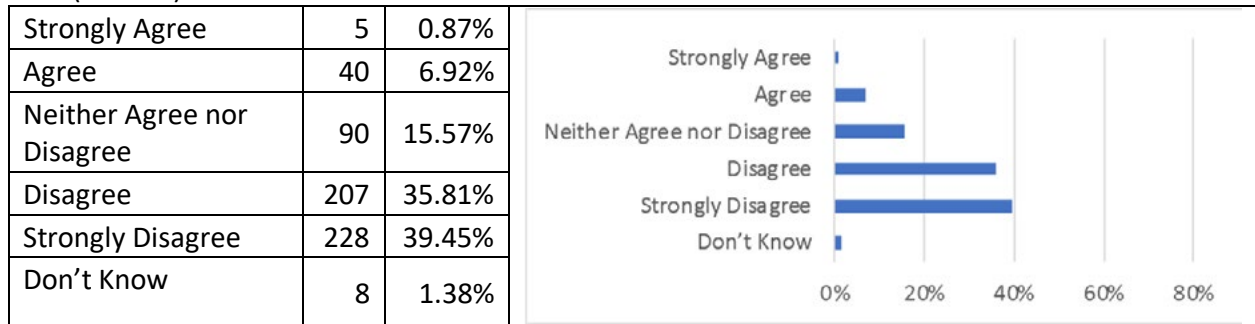 Strongly Agree 5 0.87%
Agree 40 6.92%
Neither Agree nor
Disagree 90 15.57%
Disagree 207 35.81%
Strongly Disagree 228 39.45%
Don’t Know 8 1.38%
Strongly Agree
Agree
Neither Agree nor Disagree
Disagree
Strongly Disagree
Don’t Know
0% 20% 40% 60% 80%